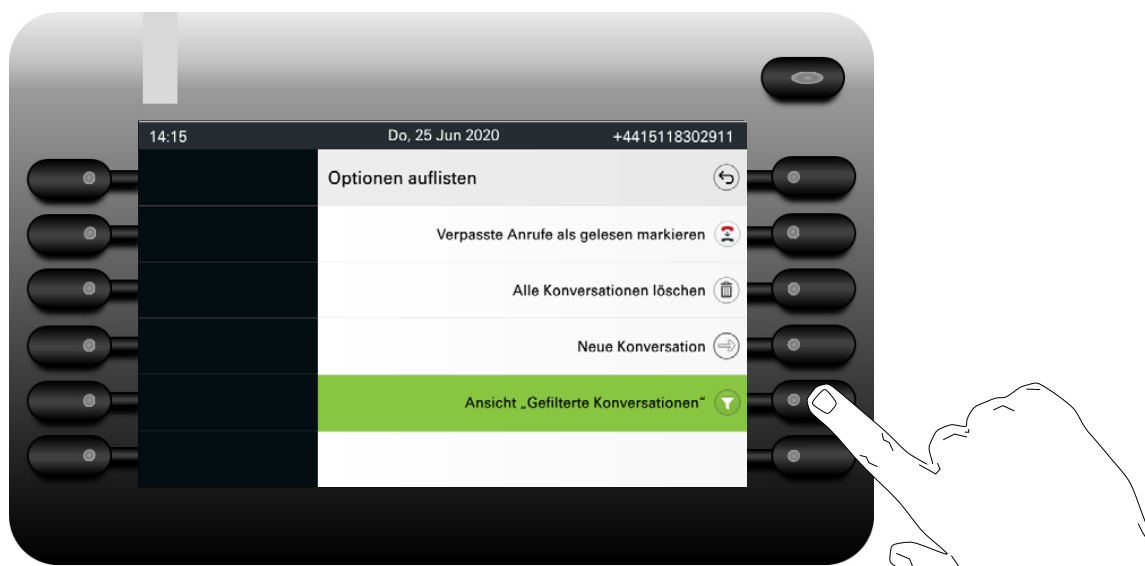 14:15 Do, 25 Jun 2020 +4415118302911
Optionen auflisten
Verpasste Anrufe als gelesen markieren
Alle Konversationen löschen
Neue Konversation
Ansicht „Gefilterte Konversationen“